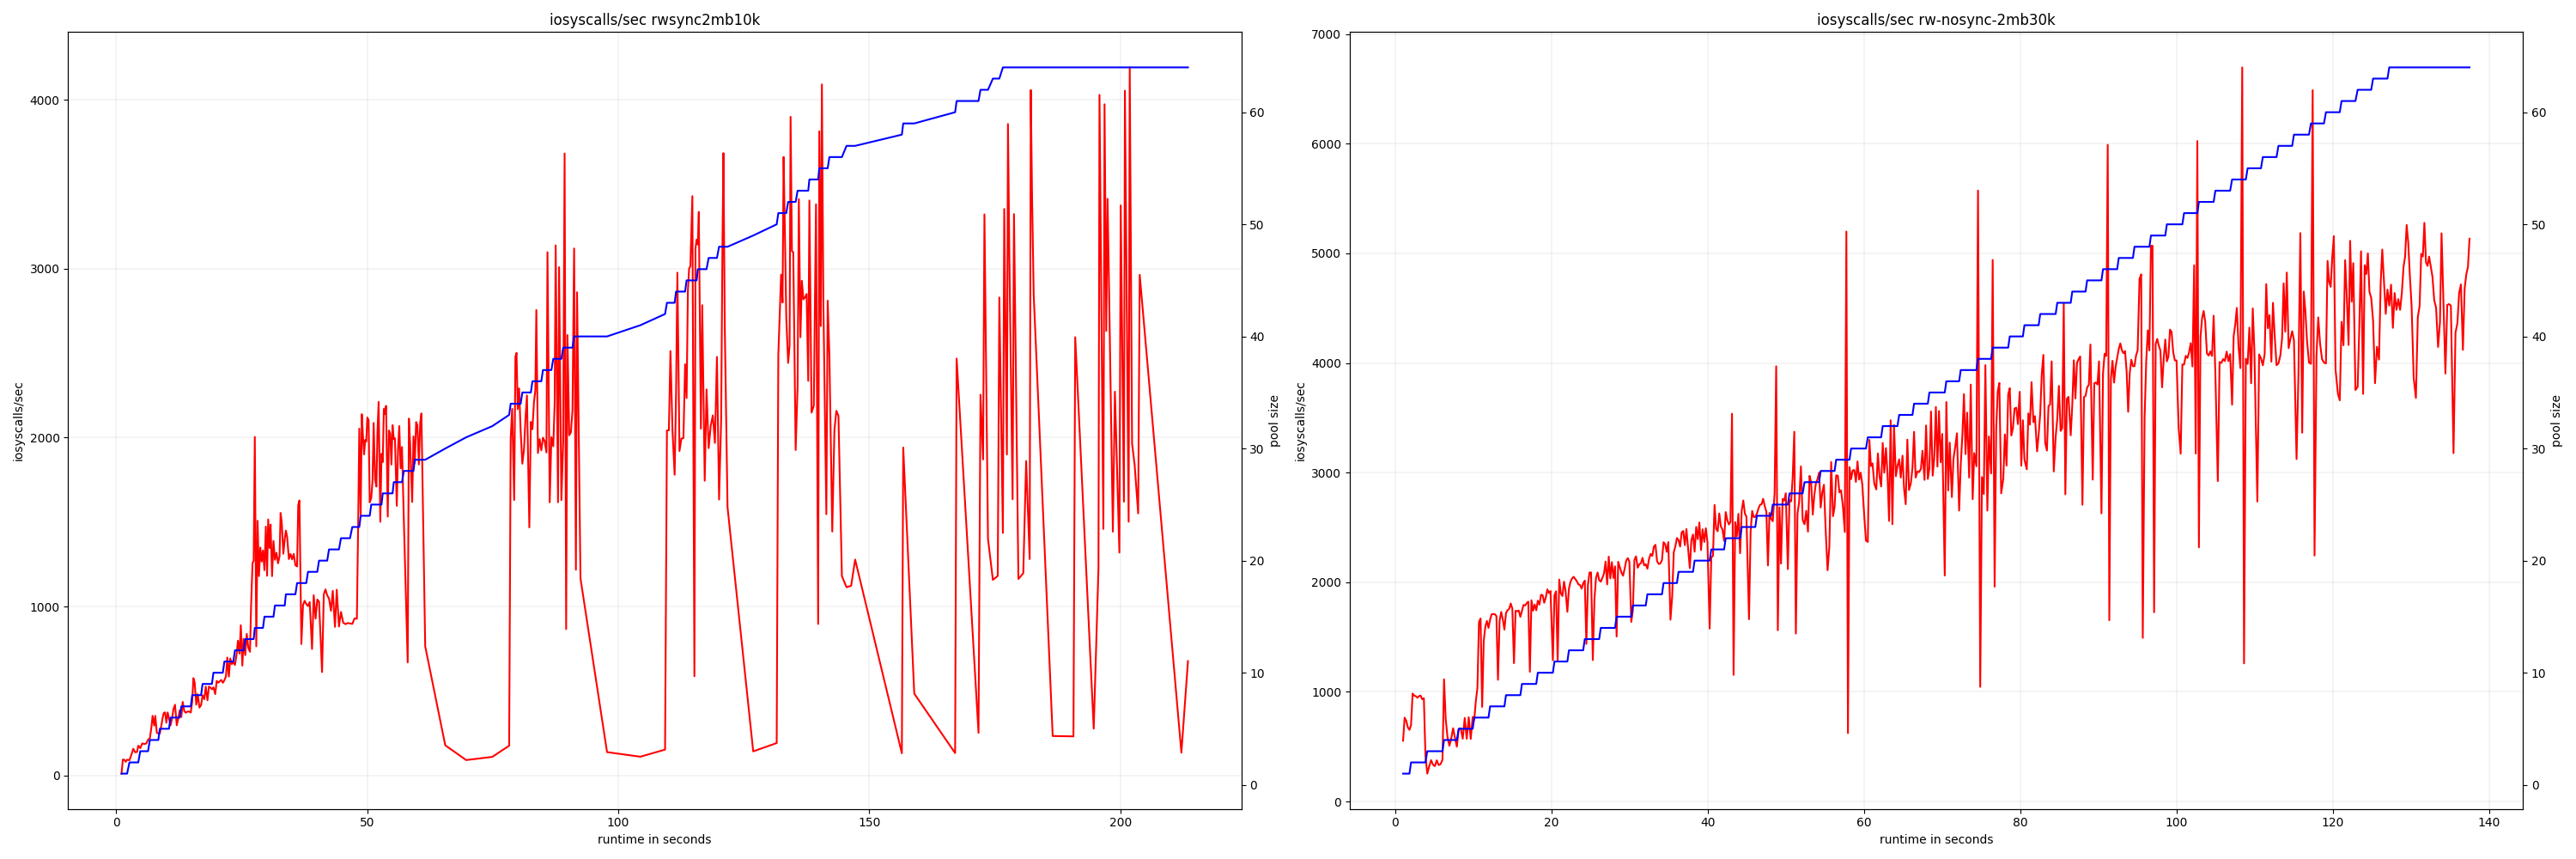 iosyscalls/sec rwsync2mb10k
4000
3000
2000
1000
0
iosyscalls/sec
60
50
40
30
20
10
0
pool size
0 50 100 150 200
runtime in seconds
iosyscalls/sec rw-nosync-2mb30k
7000
6000
5000
4000
3000
2000
1000
0
iosyscalls/sec
60
50
40
30
20
10
0
pool size
0 20 40 60 80 100 120 140
runtime in seconds